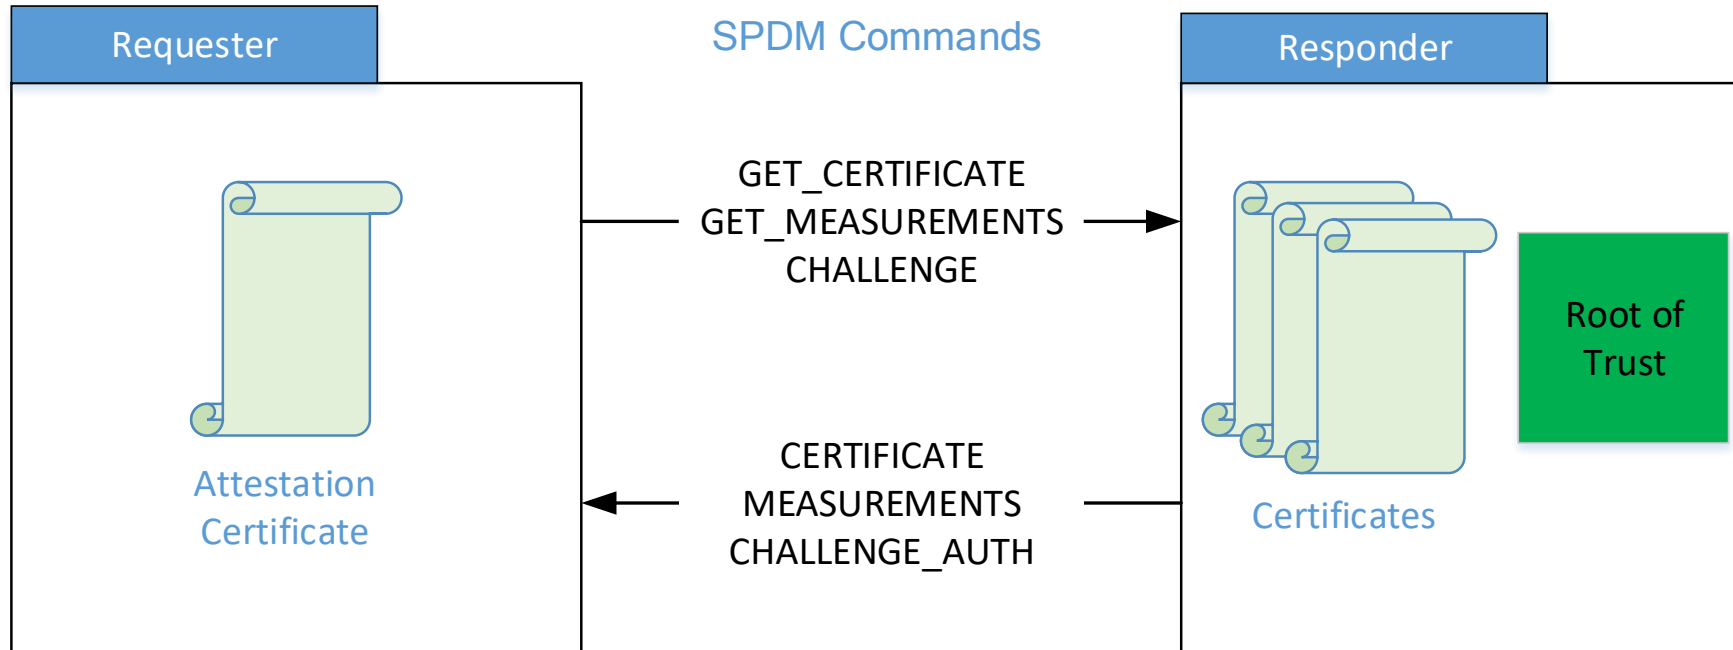 Requester
SPDM Commands
Responder
GET_CERTIFICATE
GET_MEASUREMENTS
CHALLENGE
Root of
Trust
CERTIFICATE
MEASUREMENTS
CHALLENGE_AUTH
Attestation
Certificate
Certificates